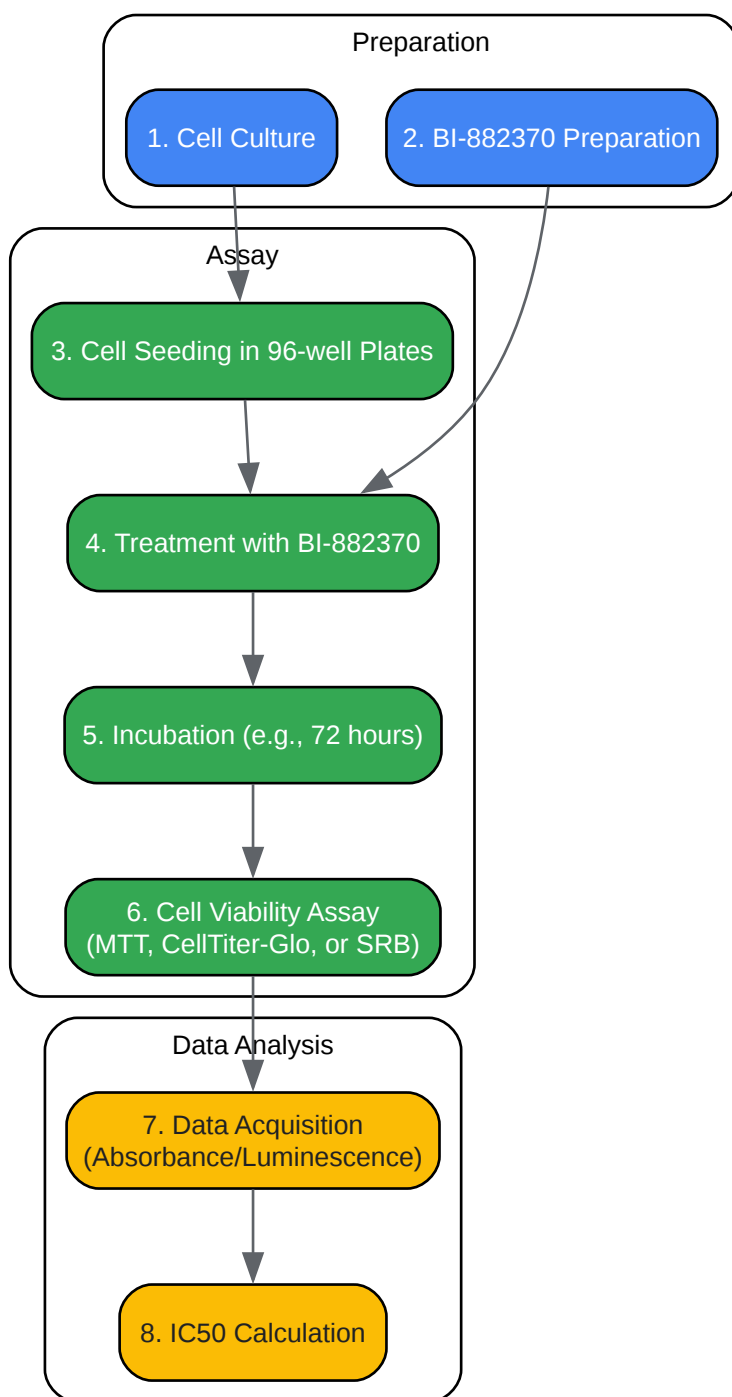 Preparation
1. Cell Culture
2. BI-882370 Preparation
Assay
3. Cell Seeding in 96-well Plates
4. Treatment with BI-882370
5. Incubation (e.g., 72 hours)
6. Cell Viability Assay
(MTT, CellTiter-Glo, or SRB)
Data Analysis
7. Data Acquisition
(Absorbance/Luminescence)
8. IC50 Calculation